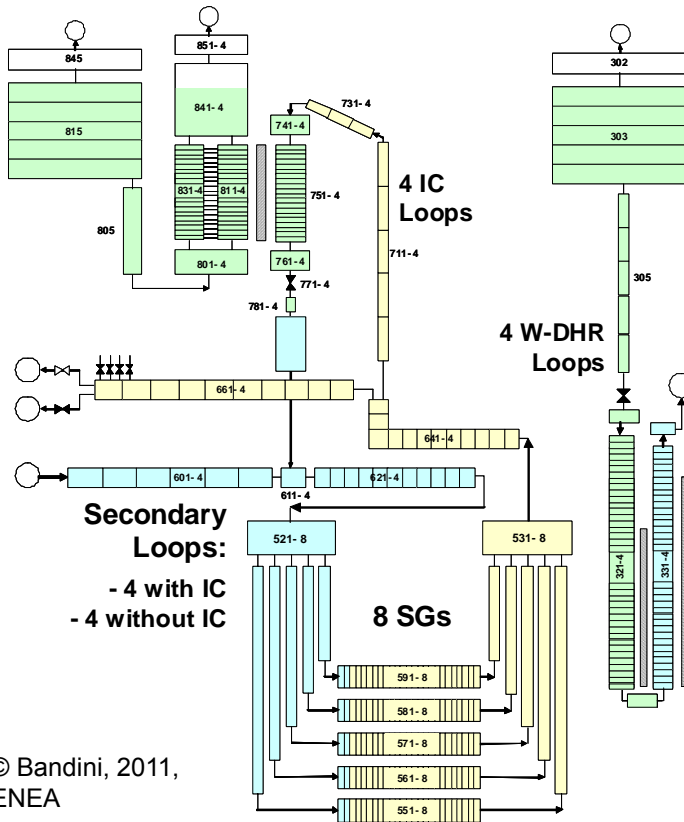 845
851- 4
302
815
841- 4
741- 4
731- 4
303
831-4
811-4
751- 4
4 IC
Loops
711- 4
805
801- 4
761- 4
771- 4
781- 4
305
4 W-DHR
Loops
661- 4
641- 4
601- 4
621- 4
611- 4
Secondary
Loops:
- 4 with IC
- 4 without IC
521- 8
531- 8
8 SGs
321-4
331-4
591- 8
581- 8
571- 8
561- 8
551- 8
© Bandini, 2011,
ENEA